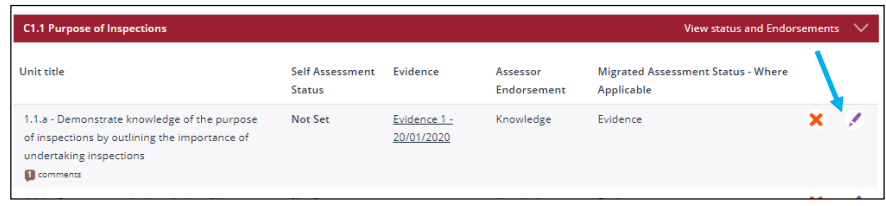 C1.1 Purpose of Inspections View status and Endorsements
Unit title Self Assessment Status Evidence Assessor Endorsement Migrated Assessment Status - Where Applicable
1.1.a - Demonstrate knowledge of the purpose
of inspections by outlining the importance of
undertaking inspections
Not Set
Evidence 1 -
20/01/2020
Knowledge
Evidence
1 comments